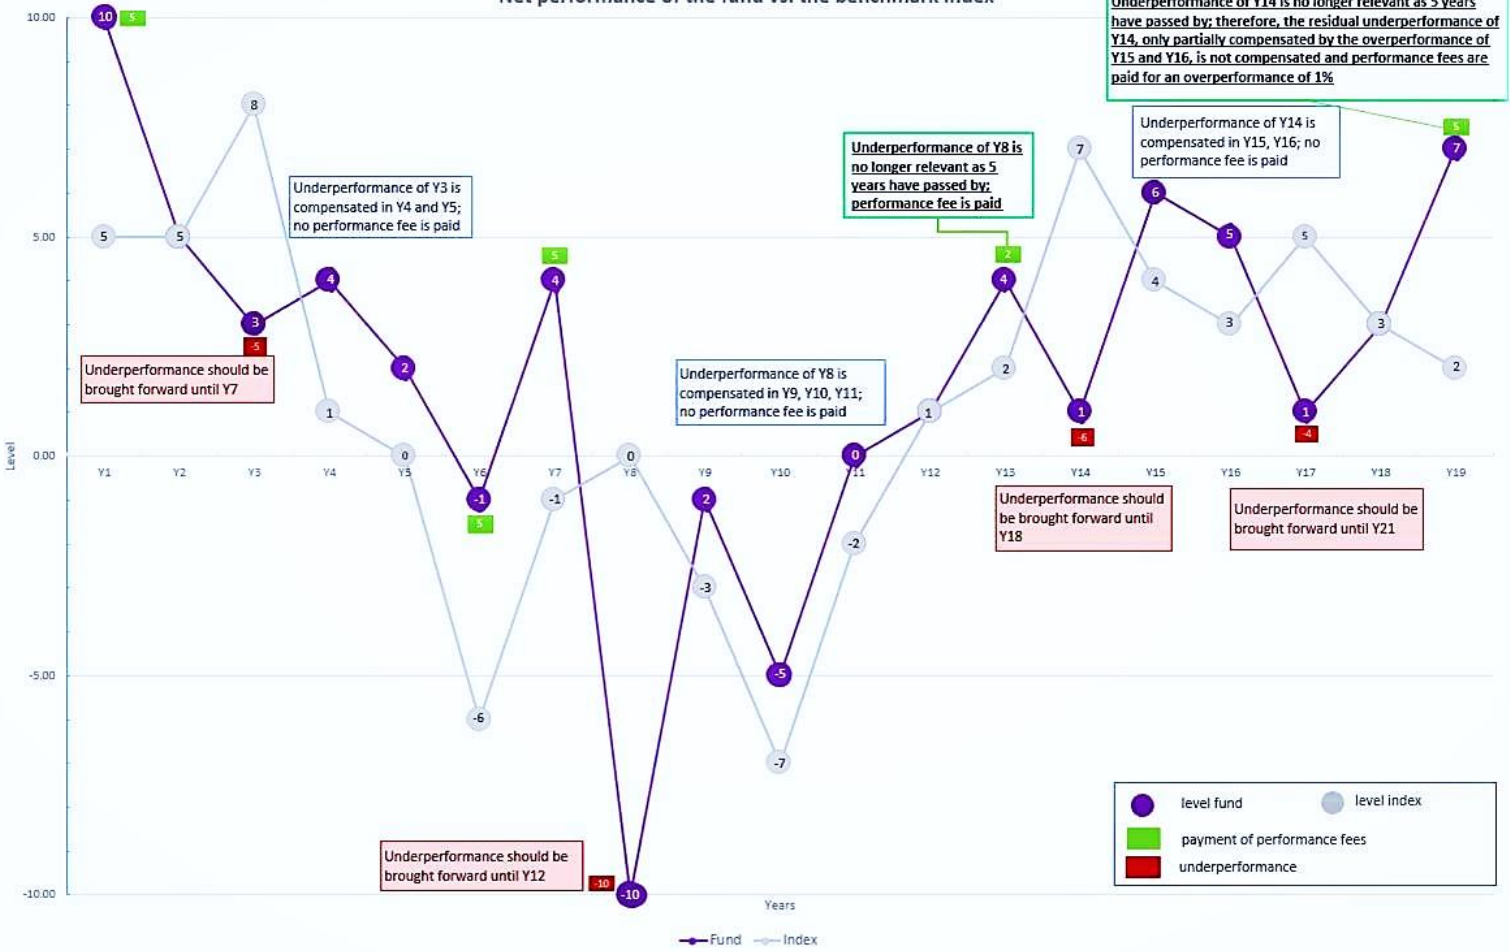 Net performance of the fund vs. the benchmark index
Underperformance of Y14 is no longer relevant as 5 years
have passed by; therefore, the residual underperformance of
Y14, only partially compensated by the overperformance of
Y15 and Y16, is not compensated and performance fees are
paid for an overperformance of 1%
10.00
10
5
8
Underperformance of Y14 is
compensated in Y15, Y16; no
performance fee is paid
5
7
Underperformance of Y8 is
no longer relevant as 5
years have passed by;
performance fee is paid
7
Underperformance of Y3 is
compensated in Y4 and Y5;
no performance fee is paid
6
5.00
5
5
5
5
5
2
4
4
4
4
3
-5
3
3
Underperformance should be
brought forward until Y7
2
Underperformance of Y8 is
compensated in Y9, Y10, Y11;
no performance fee is paid
2
2
1
1
1
-6
1
-4
Level
0.00
0
0
0
Y1
Y2
Y3
Y4
Y5
Y6
Y7
Y8
Y9
Y10
Y11
Y12
Y13
Y14
Y15
Y16
Y17
Y18
Y19
-1
5
-1
2
Underperformance should
be brought forward until
Y18
Underperformance should be
brought forward until Y21
-2
-3
-5.00
-5
-6
-7
level fund
level index
payment of performance fees
underperformance
Underperformance should be
brought forward until Y12
-10
-10.00
-10
Years
Fund
Index